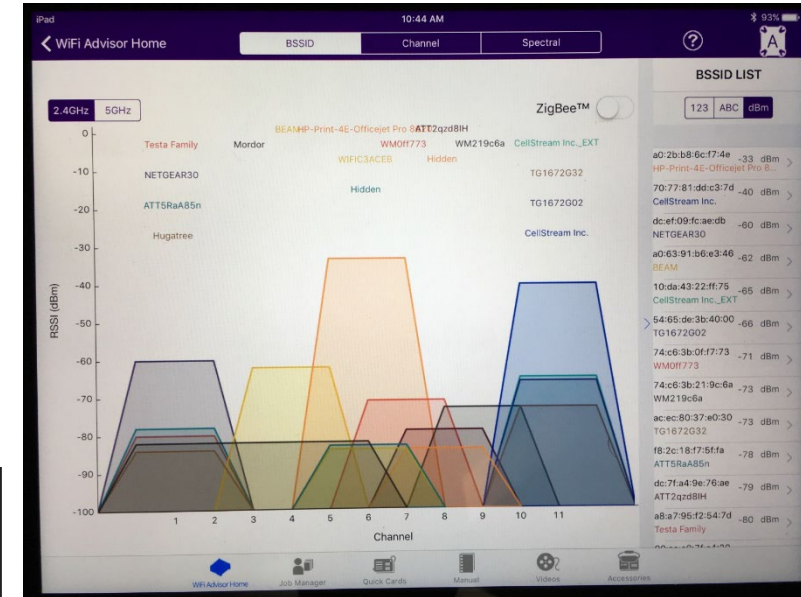 iPad 10:44 AM 93%
WiFi Advisor Home BSSID Channel Spectral ? A
BSSID LIST
2.4GHz 5GHz ZigBee™ 123 ABC dBm
BEAM HP-Print-4E-Officejet Pro ATT2qzd8IH
Testa Family Mordor WM0ff773 WM219c6a CellStream Inc._EXT
WIFIC3ACEB Hidden
NETGEAR30 TG1672G32
Hidden
ATT5RaA85n TG1672G02
Hugatree CellStream Inc.
0
-10
-20
-30
-40
-50
-60
-70
-80
-90
-100
RSSI (dBm)
1 2 3 4 5 6 7 8 9 10 11
Channel
a0:2b:b8:6c:f7:4e -33 dBm
HP-Print-4E-Officejet Pro 8...
70:77:81:dd:c3:7d -40 dBm
CellStream Inc.
dc:ef:09:fc:ae:db -60 dBm
NETGEAR30
a0:63:91:b6:e3:46 -62 dBm
BEAM
10:da:43:22:ff:75 -65 dBm
CellStream Inc._EXT
54:65:de:3b:40:00 -66 dBm
TG1672G02
74:c6:3b:0f:f7:73 -71 dBm
WM0ff773
74:c6:3b:21:9c:6a -73 dBm
WM219c6a
ac:ec:80:37:e0:30 -73 dBm
TG1672G32
f8:2c:18:f7:5f:fa -78 dBm
ATT5RaA85n
dc:7f:a4:9e:76:ae -79 dBm
ATT2qzd8IH
a8:a7:95:f2:54:7d -80 dBm
Testa Family
WiFi Advisor Home Job Manager Quick Cards Manual Videos Accessories